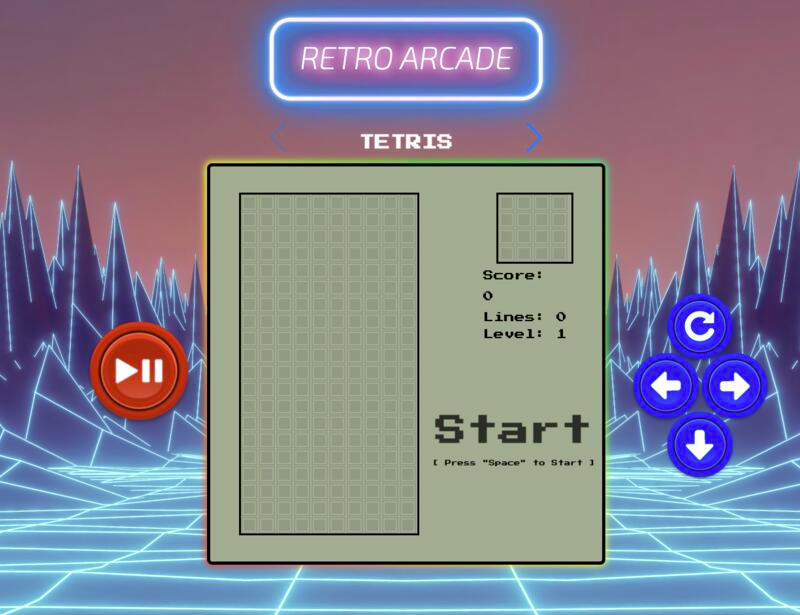 RETRO ARCADE
TETRIS
Score:
0
Lines: 0
Level: 1
Start
[ Press "Space" to Start ]